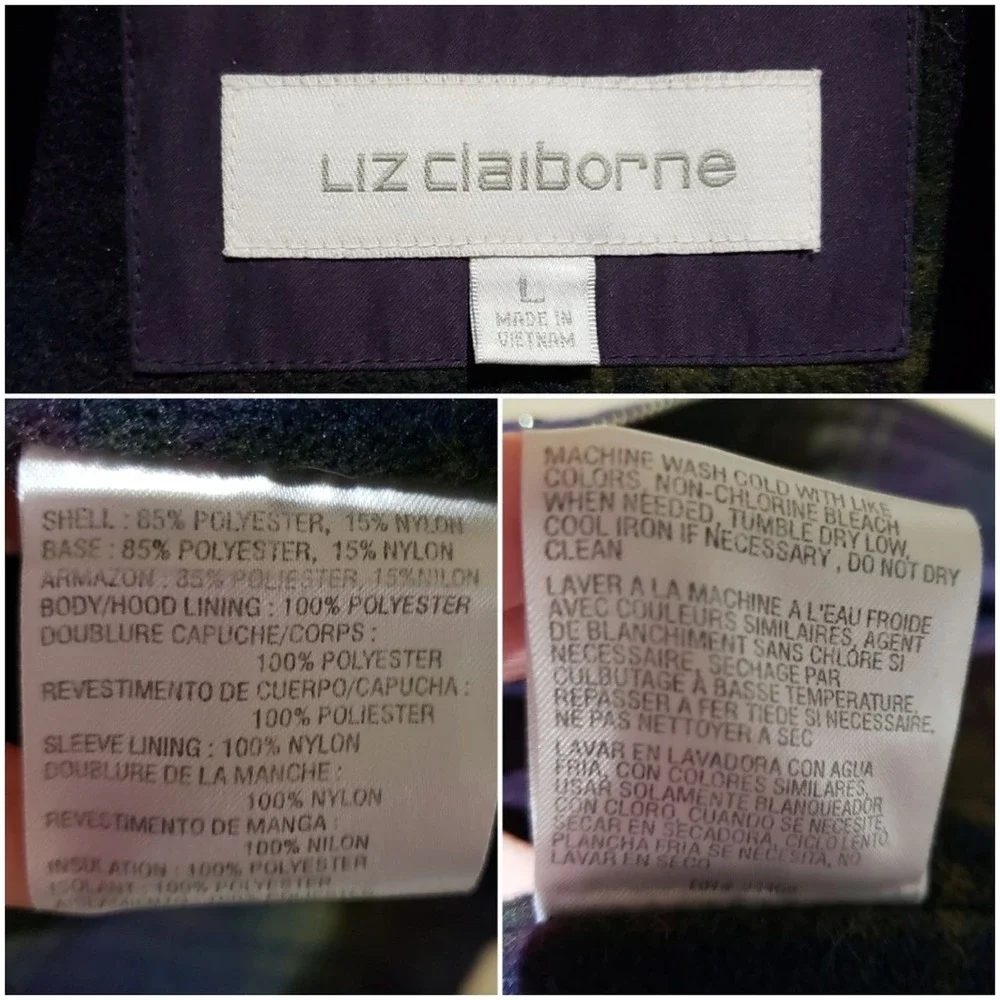 Liz claiborne
L
MADE IN
VIETNAM
SHELL : 85% POLYESTER, 15% NYLON
BASE : 85% POLYESTER, 15% NYLON
ARMAZON : 85% POLIESTER, 15%NILON
BODY/HOOD LINING : 100% POLYESTER
DOUBLURE CAPUCHE/CORPS :
100% POLYESTER
REVESTIMENTO DE CUERPO/CAPUCHA :
100% POLIESTER
SLEEVE LINING : 100% NYLON
DOUBLURE DE LA MANCHE :
100% NYLON
REVESTIMENTO DE MANGA :
100% NILON
INSULATION : 100% POLYESTER
ISOLANT : 100% POLYESTER
MACHINE WASH COLD WITH LIKE
COLORS, NON-CHLORINE BLEACH
WHEN NEEDED, TUMBLE DRY LOW,
COOL IRON IF NECESSARY , DO NOT DRY
CLEAN
LAVER A LA MACHINE A L'EAU FROIDE
AVEC COULEURS SIMILAIRES, AGENT
DE BLANCHIMENT SANS CHLORE SI
NECESSAIRE, SECHAGE PAR
CULBUTAGE À BASSE TEMPERATURE,
REPASSER A FER TIEDE SI NECESSAIRE,
NE PAS NETTOYER A SEC
LAVAR EN LAVADORA CON AGUA
FRIA, CON COLORES SIMILARES,
USAR SOLAMENTE BLANQUEADOR
CON CLORO, CUANDO SE NECESITE,
SECAR EN SECADORA, CICLO LENTO,
PLANCHA FRIA SE NECESITA, NO
LAVAR EN SECO